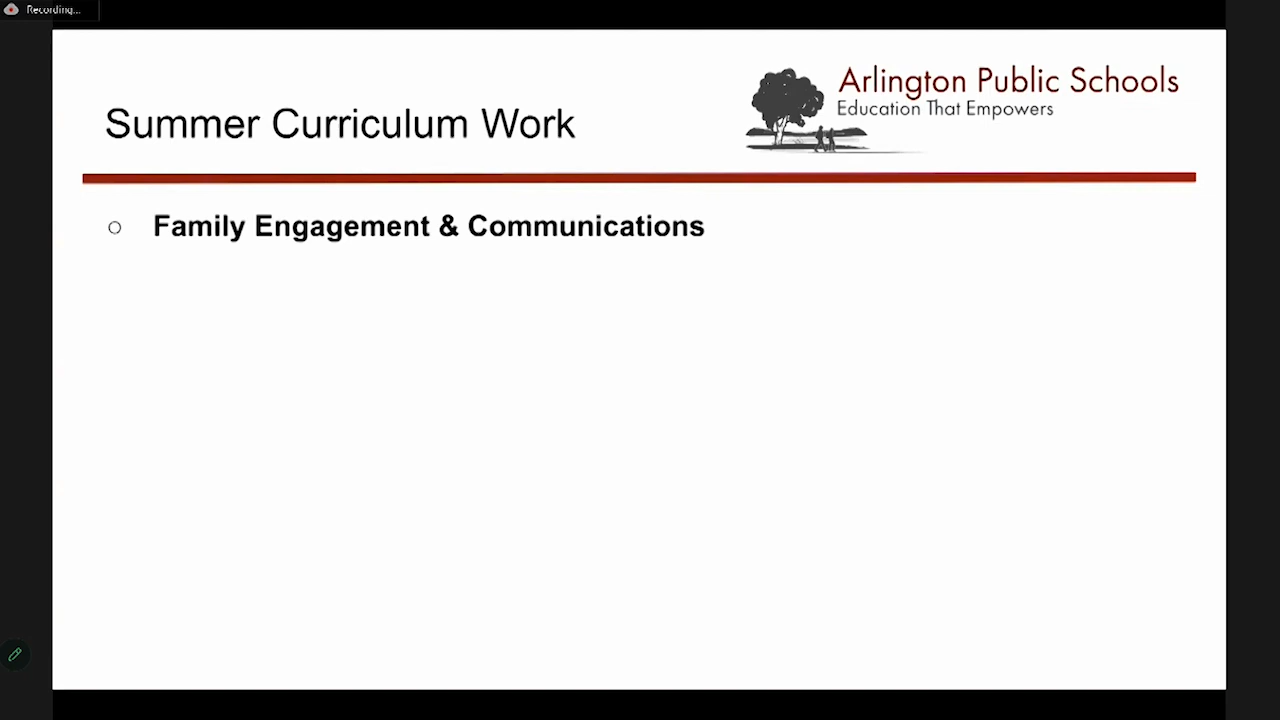 Recording...
Arlington Public Schools
Education That Empowers
Summer Curriculum Work
○ Family Engagement & Communications